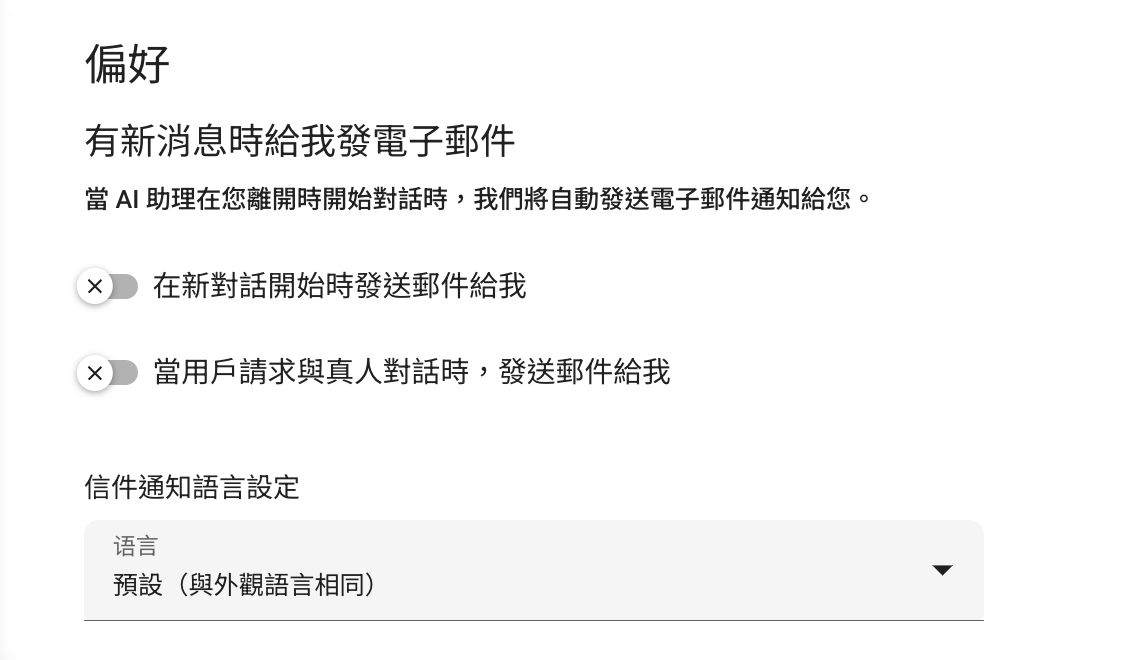 偏好
有新消息時給我發電子郵件
當 AI 助理在您離開時開始對話時，我們將自動發送電子郵件通知給您。
在新對話開始時發送郵件給我
當用戶請求與真人對話時，發送郵件給我
信件通知語言設定
语言
預設（與外觀語言相同）